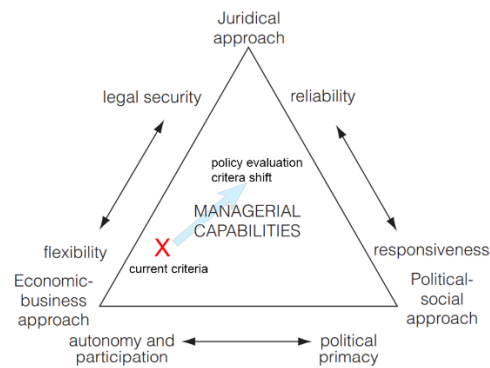 Juridical
approach
legal security
reliability
policy evaluation
critera shift
MANAGERIAL
CAPABILITIES
X
current criteria
flexibility
responsiveness
Economic-
business
approach
Political-
social
approach
autonomy and
participation
political
primacy